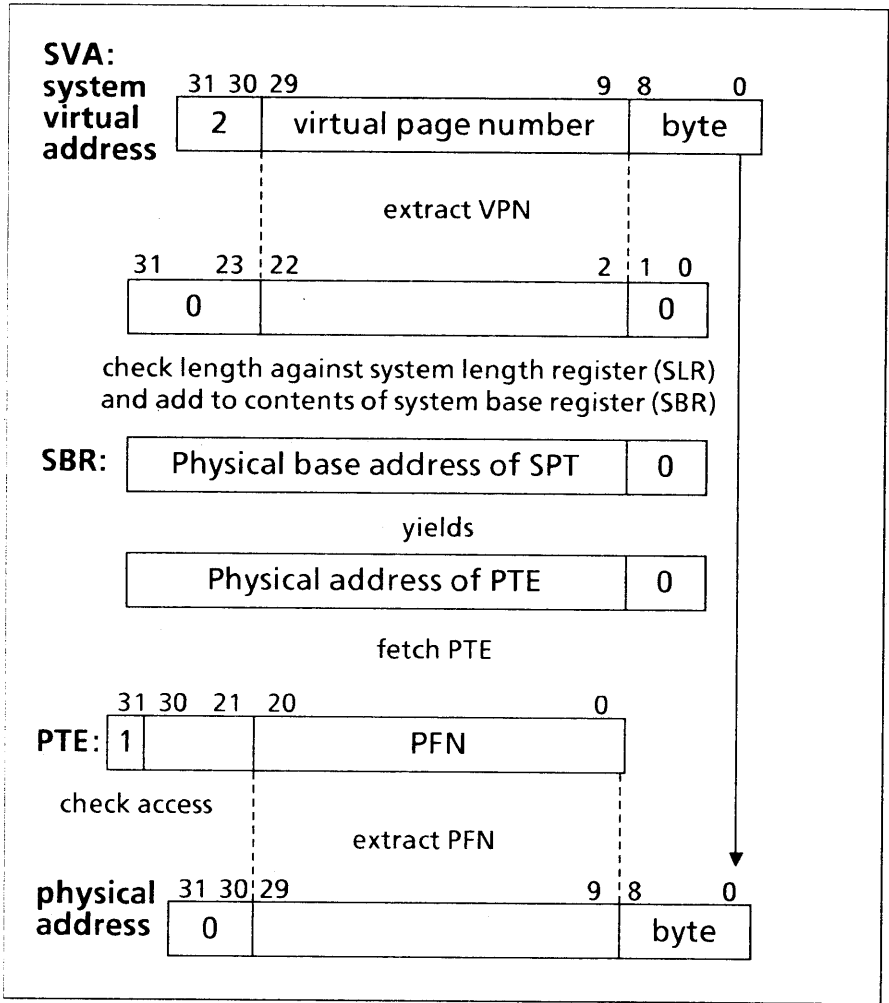 SVA:
system
virtual
address
31 30 29 9 8 0
2 virtual page number byte
extract VPN
31 23 22 2 1 0
0 0
check length against system length register (SLR)
and add to contents of system base register (SBR)
SBR: Physical base address of SPT 0
yields
Physical address of PTE 0
fetch PTE
31 30 21 20 0
PTE: 1 PFN
check access
extract PFN
physical
address
31 30 29 9 8 0
0 byte